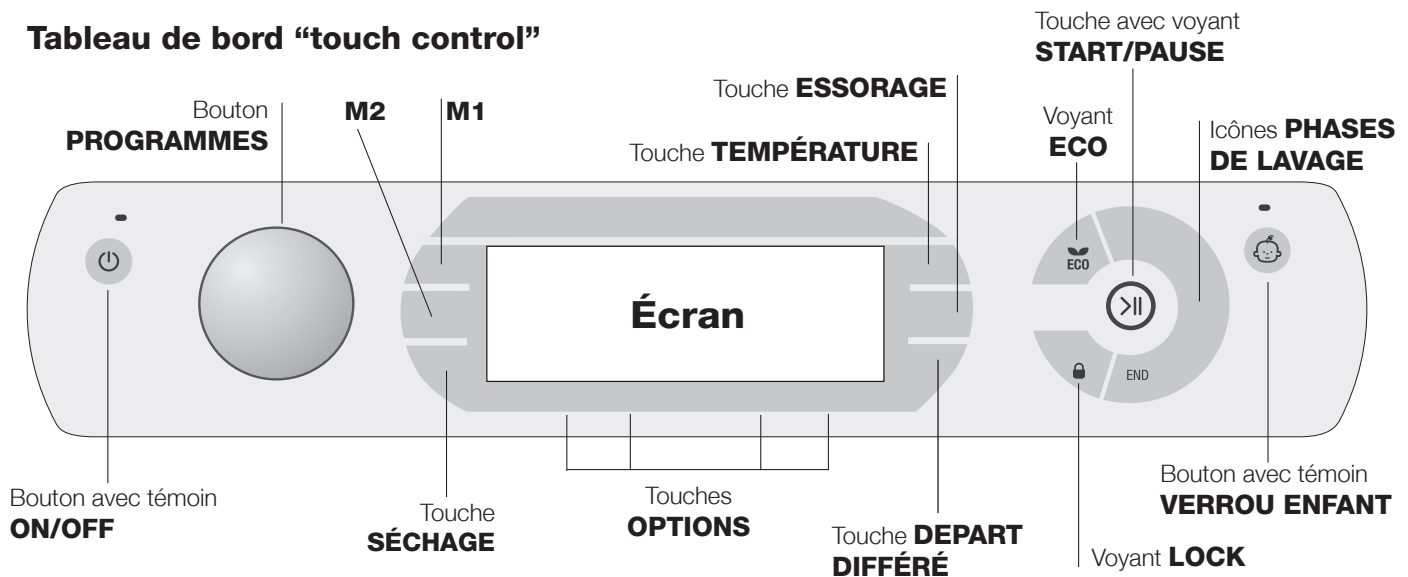 Tableau de bord “touch control”
Touche avec voyant
START/PAUSE
Touche ESSORAGE
Bouton
PROGRAMMES
M2
M1
Voyant
ECO
Icônes PHASES
DE LAVAGE
Touche TEMPÉRATURE
ECO
Écran
END
Bouton avec témoin
ON/OFF
Touche
SÉCHAGE
Touches
OPTIONS
Touche DEPART
DIFFÉRÉ
Voyant LOCK
Bouton avec témoin
VERROU ENFANT